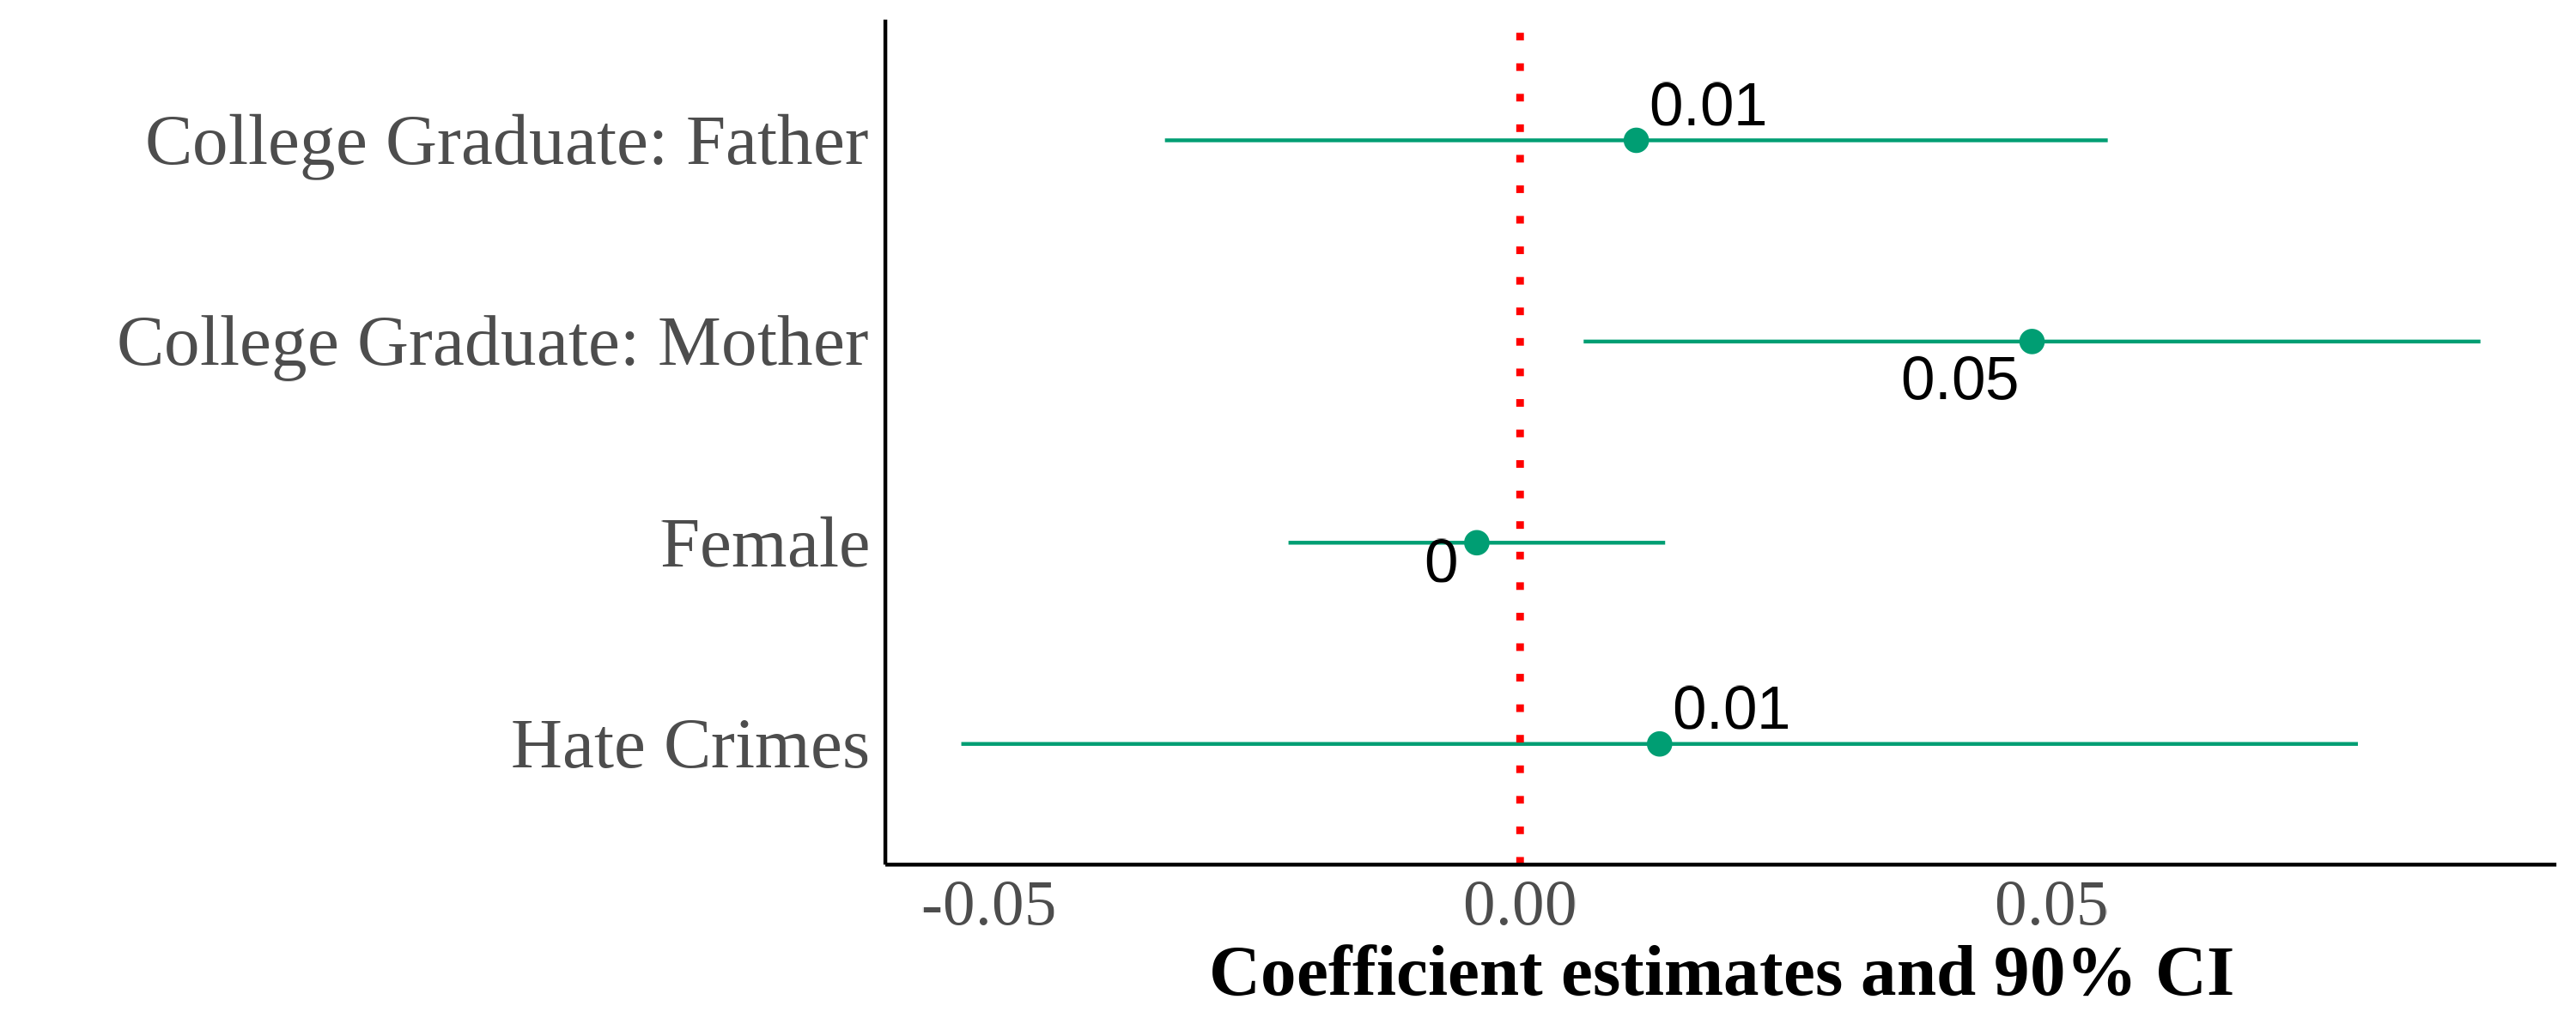 College Graduate: Father
0.01
College Graduate: Mother
0.05
Female
0
Hate Crimes
0.01
-0.05 0.00 0.05
Coefficient estimates and 90% CI